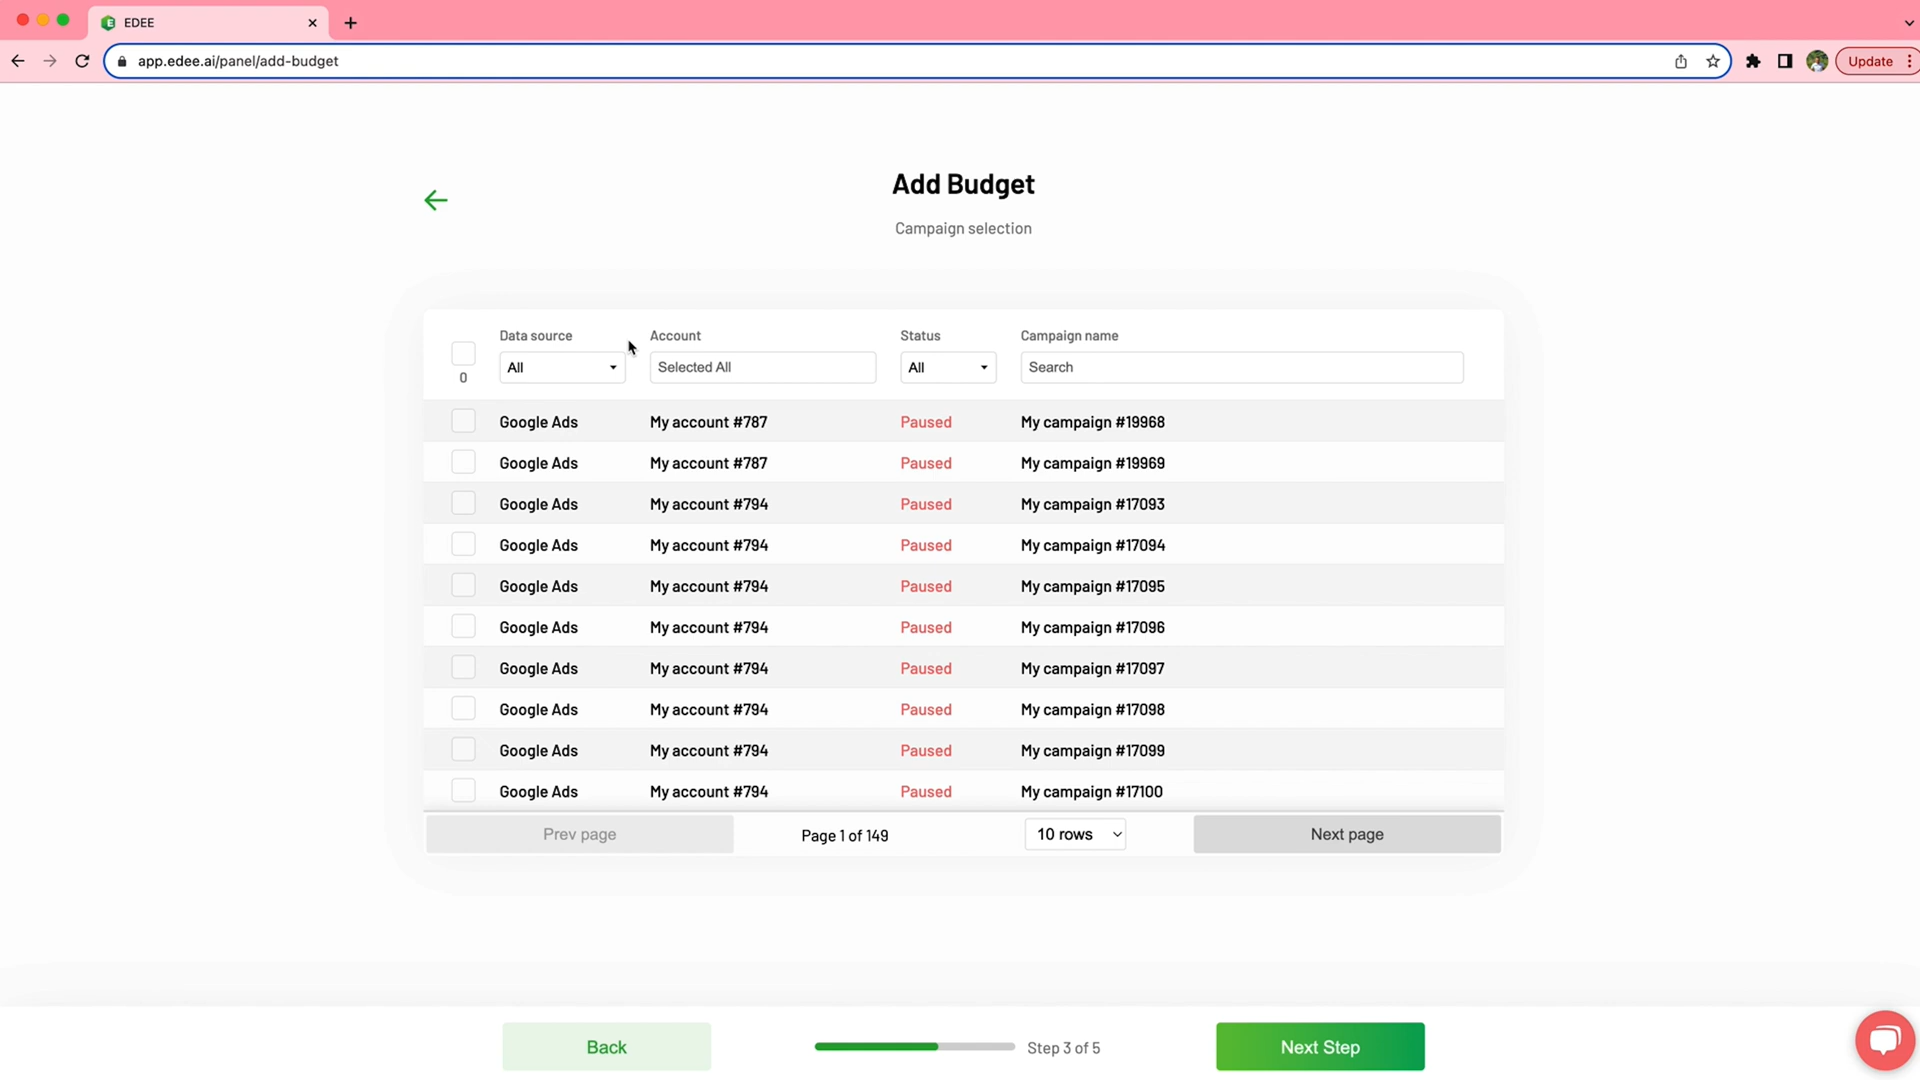 EDEE
app.edee.ai/panel/add-budget
Update
Add Budget
Campaign selection
Data source Account Status Campaign name
All Selected All All Search
0
Google Ads My account #787 Paused My campaign #19968
Google Ads My account #787 Paused My campaign #19969
Google Ads My account #794 Paused My campaign #17093
Google Ads My account #794 Paused My campaign #17094
Google Ads My account #794 Paused My campaign #17095
Google Ads My account #794 Paused My campaign #17096
Google Ads My account #794 Paused My campaign #17097
Google Ads My account #794 Paused My campaign #17098
Google Ads My account #794 Paused My campaign #17099
Google Ads My account #794 Paused My campaign #17100
Prev page Page 1 of 149 10 rows Next page
Back Step 3 of 5 Next Step